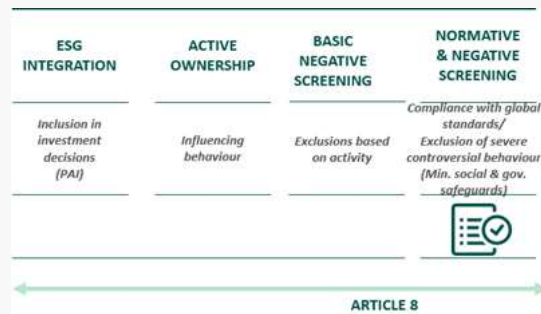 ESG
INTEGRATION
ACTIVE
OWNERSHIP
BASIC
NEGATIVE
SCREENING
NORMATIVE
& NEGATIVE
SCREENING
Inclusion in
investment
decisions
(PAI)
Influencing
behaviour
Exclusions based
on activity
Compliance with global
standards/
Exclusion of severe
controversial behaviour
(Min. social & gov.
safeguards)
ARTICLE 8